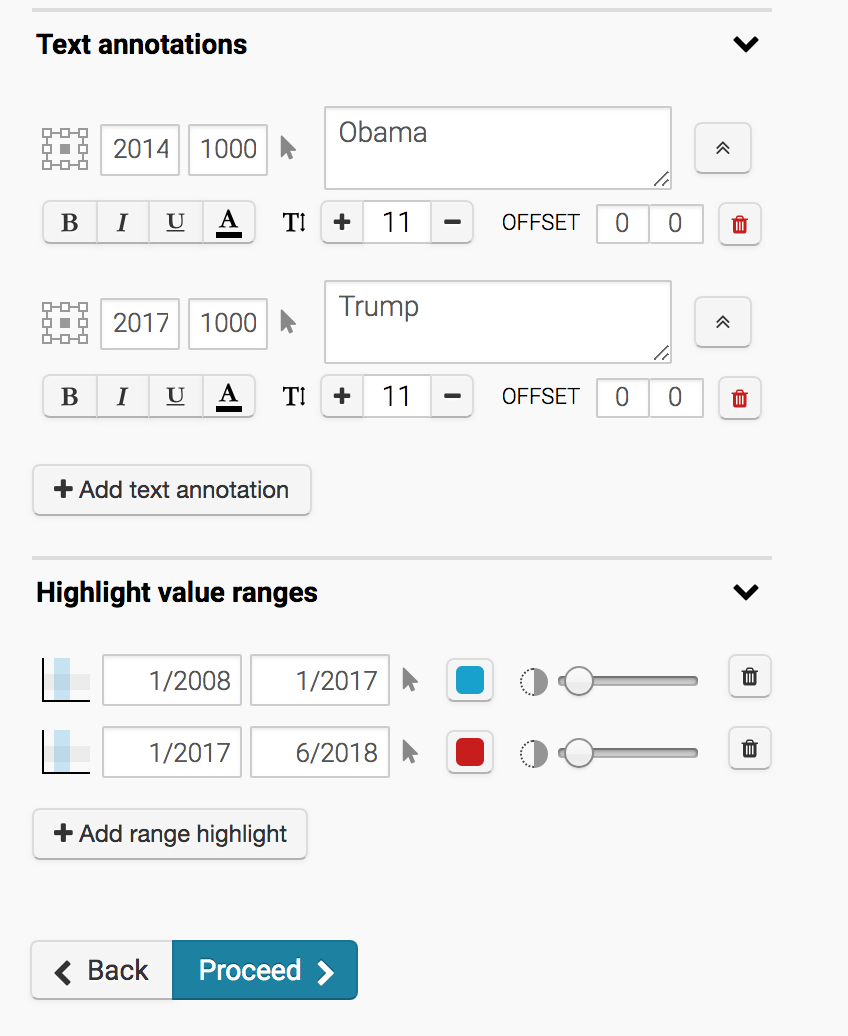 Text annotations
2014 1000 Obama
B I U A T 11 OFFSET 0 0
2017 1000 Trump
B I U A T 11 OFFSET 0 0
Add text annotation
Highlight value ranges
1/2008 1/2017
1/2017 6/2018
Add range highlight
Back Proceed